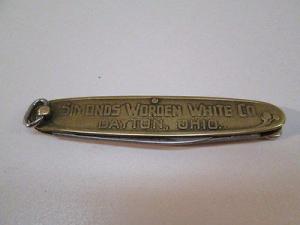 SIMONDS WORDEN WHITE CO.
DAYTON, OHIO.